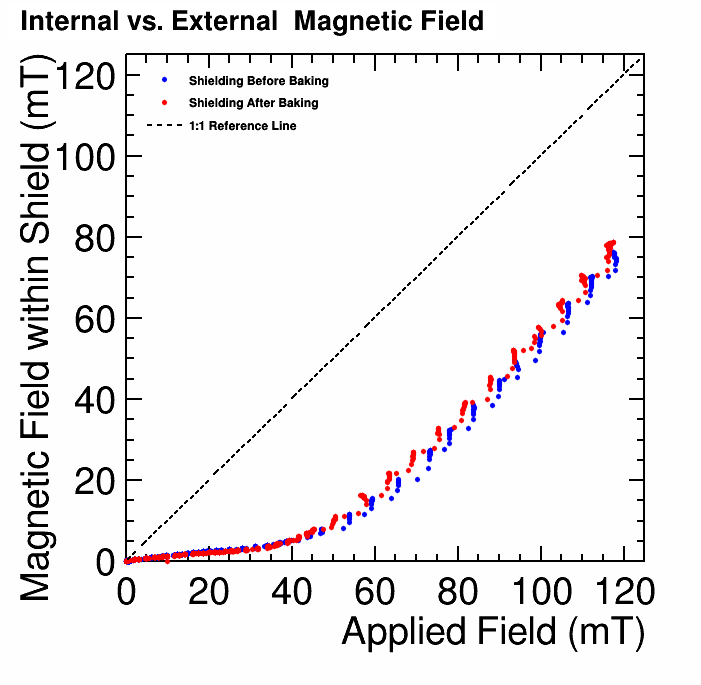 Internal vs. External  Magnetic Field
Magnetic Field within Shield (mT)
120
100
80
60
40
20
0
Shielding Before Baking
Shielding After Baking
1:1 Reference Line
0 20 40 60 80 100 120
Applied Field (mT)